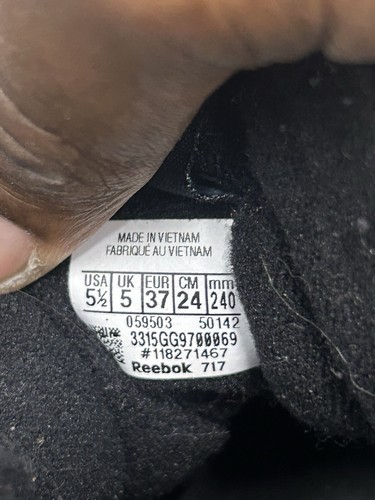 MADE IN VIETNAM
FABRIQUÉ AU VIETNAM
USA UK EUR CM mm
5½ 5 37 24 240
059503 50142
3315GG9700069
#118271467
Reebok 717